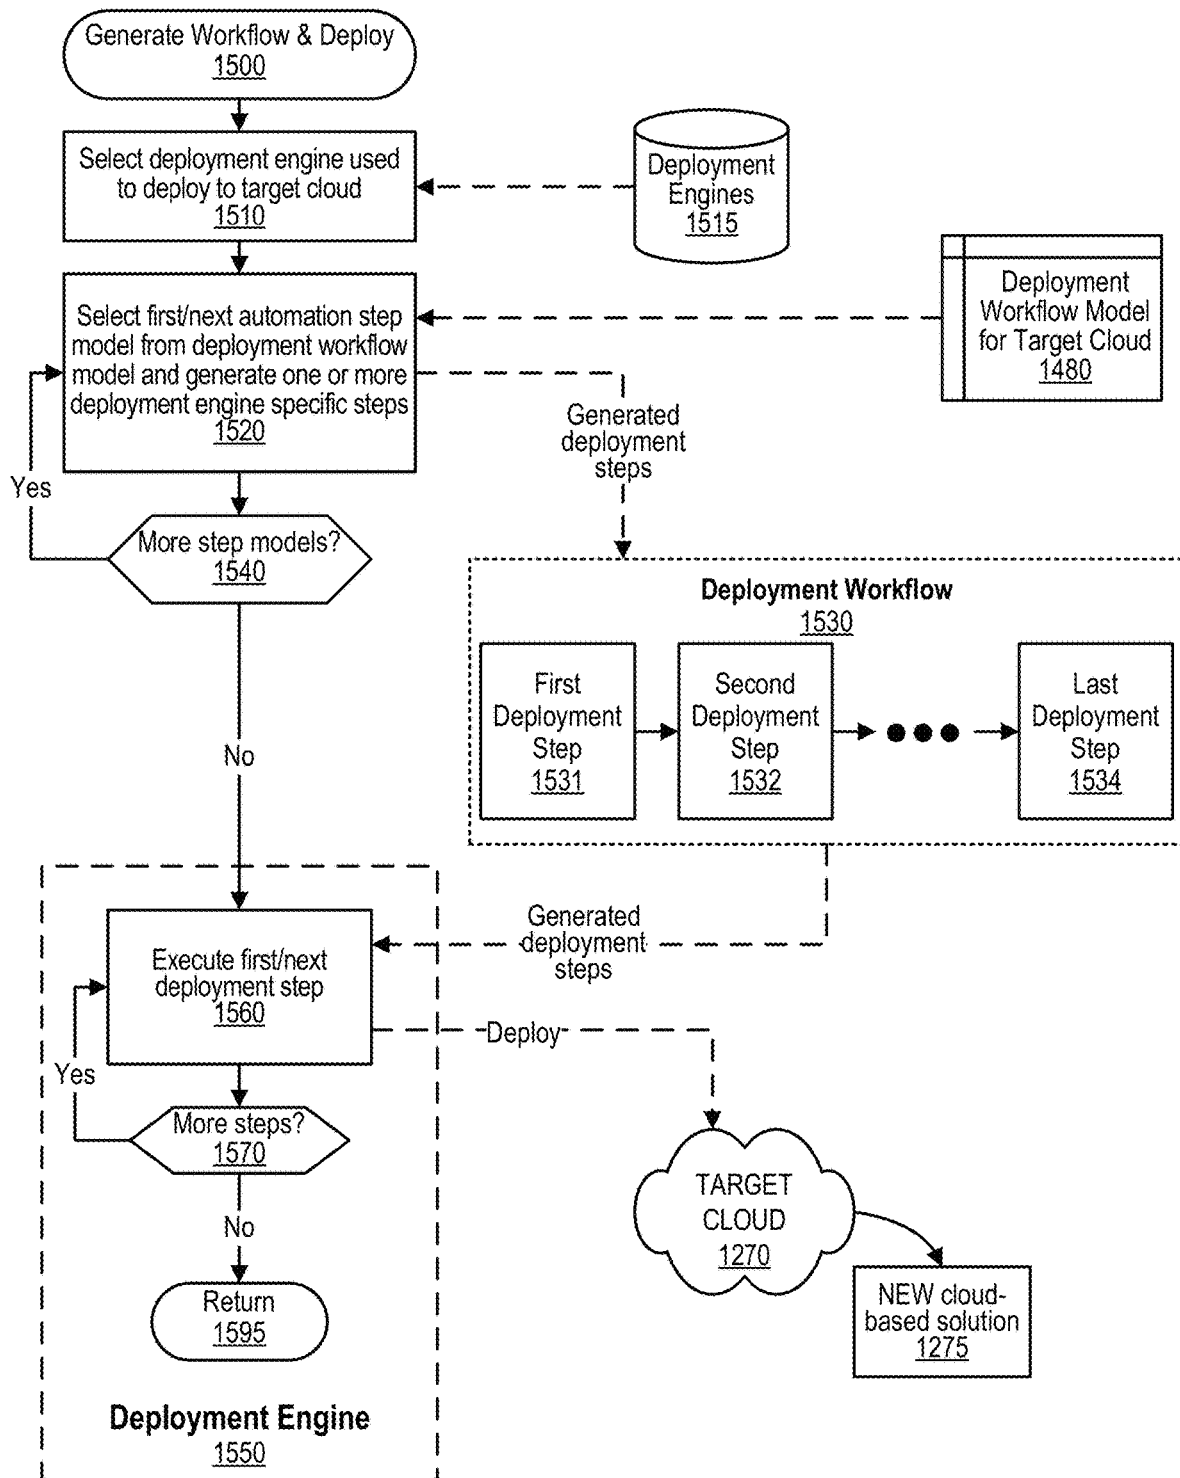 Generate Workflow & Deploy
1500
Select deployment engine used
to deploy to target cloud
1510
Deployment
Engines
1515
Deployment
Workflow Model
for Target Cloud
1480
Select first/next automation step
model from deployment workflow
model and generate one or more
deployment engine specific steps
1520
Generated
deployment
steps
Yes
More step models?
1540
Deployment Workflow
1530
First
Deployment
Step
1531
Second
Deployment
Step
1532
Last
Deployment
Step
1534
No
Generated
deployment
steps
Execute first/next
deployment step
1560
Deploy
Yes
More steps?
1570
TARGET
CLOUD
1270
No
NEW cloud-
based solution
1275
Return
1595
Deployment Engine
1550